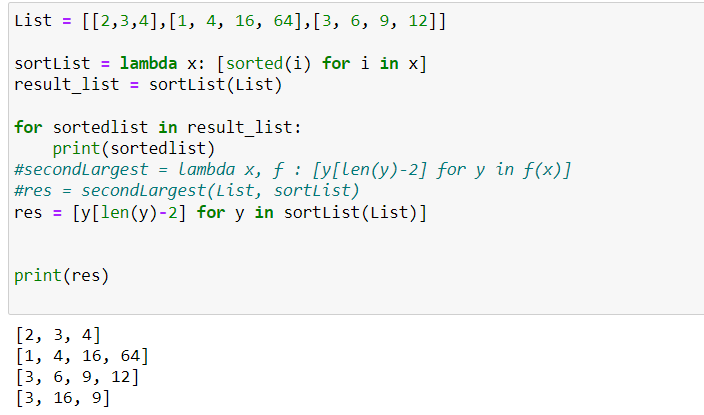 List = [[2,3,4],[1, 4, 16, 64],[3, 6, 9, 12]]
sortList = lambda x: [sorted(i) for i in x]
result_list = sortList(List)
for sortedlist in result_list:
    print(sortedlist)
#secondLargest = lambda x, f : [y[len(y)-2] for y in f(x)]
#res = secondLargest(List, sortList)
res = [y[len(y)-2] for y in sortList(List)]
print(res)
[2, 3, 4]
[1, 4, 16, 64]
[3, 6, 9, 12]
[3, 16, 9]